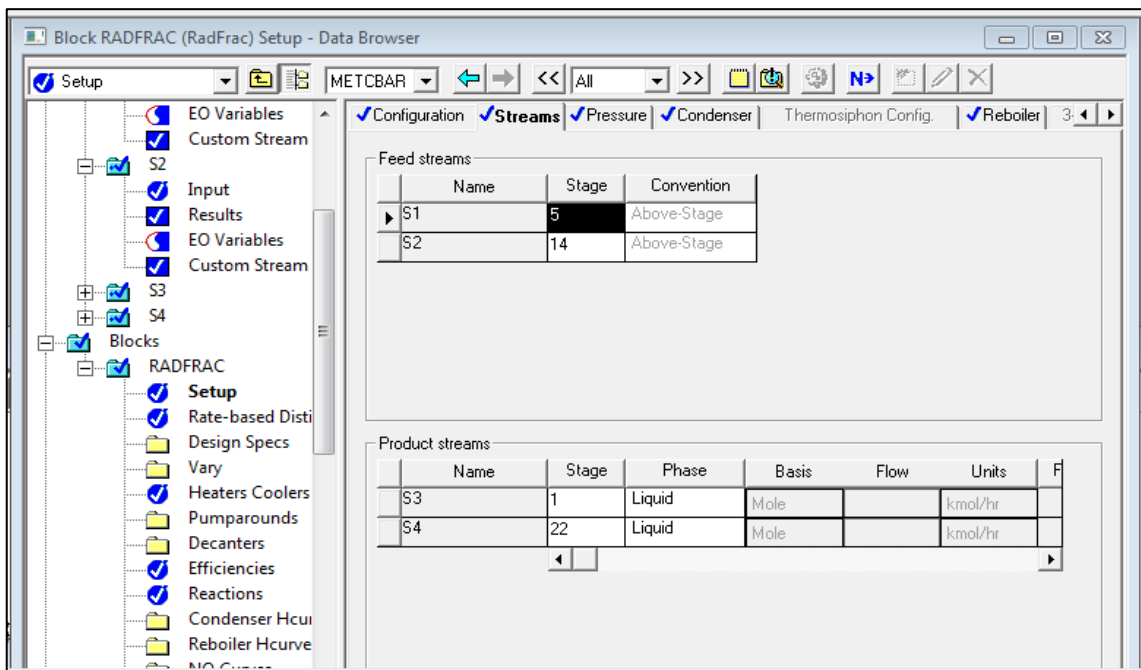 Block RADFRAC (RadFrac) Setup - Data Browser
Setup METCBAR << All >> N
EO Variables
Custom Stream
S2
Input
Results
EO Variables
Custom Stream
S3
S4
Blocks
RADFRAC
Setup
Rate-based Disti
Design Specs
Vary
Heaters Coolers
Pumparounds
Decanters
Efficiencies
Reactions
Condenser Hcur
Reboiler Hcurve
Configuration Streams Pressure Condenser Thermosiphon Config. Reboiler 3-
Feed streams
Name Stage Convention
S1 5 Above-Stage
S2 14 Above-Stage
Product streams
Name Stage Phase Basis Flow Units F
S3 1 Liquid Mole kmol/hr
S4 22 Liquid Mole kmol/hr